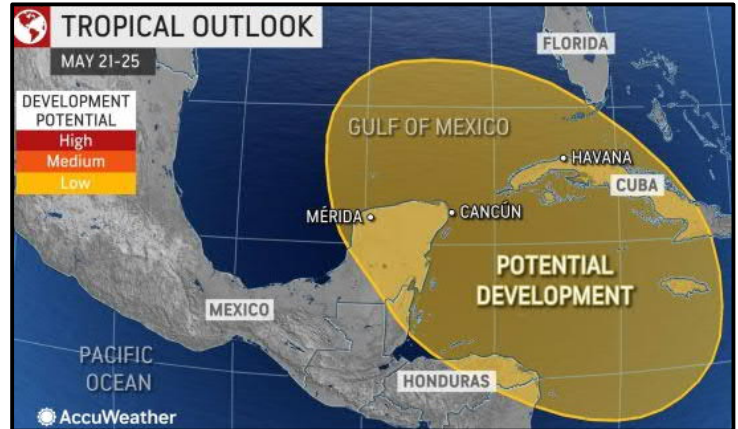 TROPICAL OUTLOOK
MAY 21-25
DEVELOPMENT
POTENTIAL
High
Medium
Low
FLORIDA
GULF OF MEXICO
HAVANA
CUBA
MÉRIDA
CANCÚN
POTENTIAL
DEVELOPMENT
MEXICO
PACIFIC
OCEAN
HONDURAS
AccuWeather